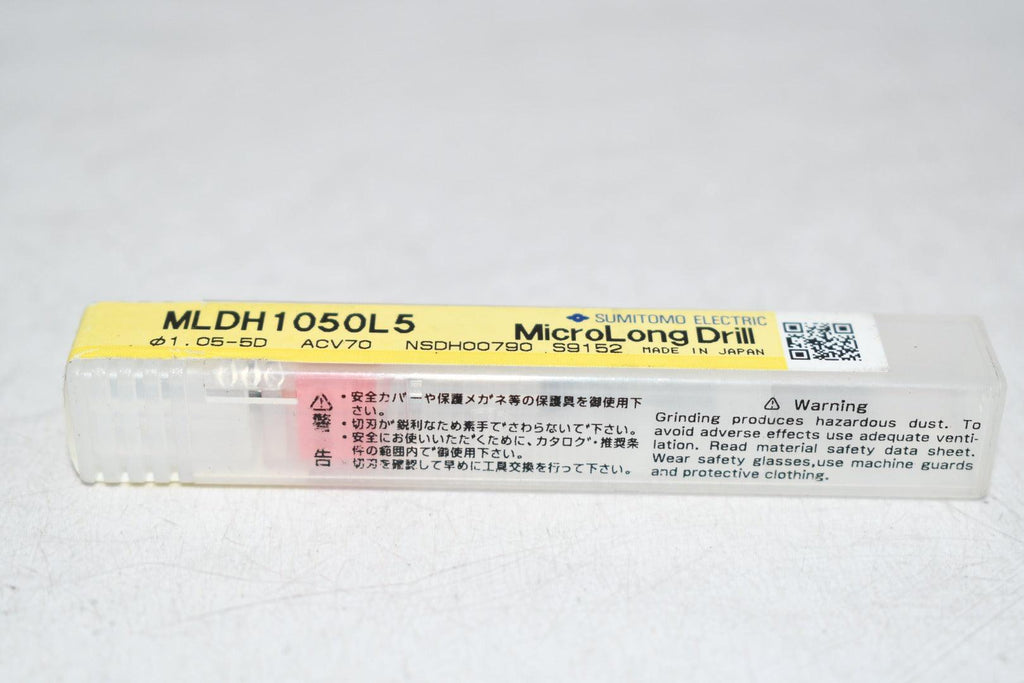 MLDH1050L5
SUMITOMO ELECTRIC
MicroLong Drill
φ1.05-5D ACV70 NSDH00790 S9152 MADE IN JAPAN
⚠ 警告
・安全カバーや保護メガネ等の保護具を御使用下
さい。
・切刃が鋭利なため素手でさわらないで下さい。
・安全にお使いいただくために、カタログ・推奨条
件の範囲内で御使用下さい。
・切刃を確認して早めに工具交換を行って下さい。
⚠ Warning
Grinding produces hazardous dust. To
avoid adverse effects use adequate venti-
lation. Read material safety data sheet.
Wear safety glasses,use machine guards
and protective clothing.